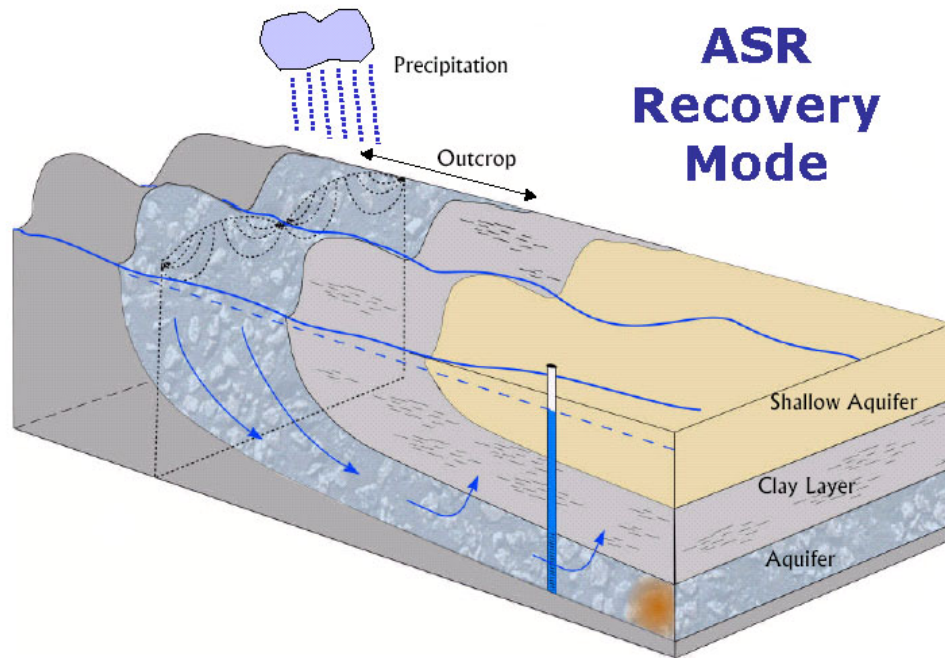 ASR
Recovery
Mode
Precipitation
Outcrop
Shallow Aquifer
Clay Layer
Aquifer